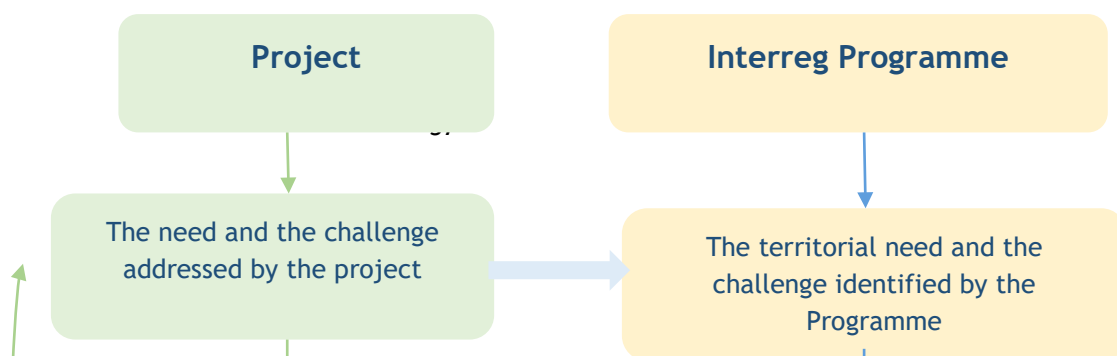 Project
Interreg Programme
The need and the challenge
addressed by the project
The territorial need and the
challenge identified by the
Programme